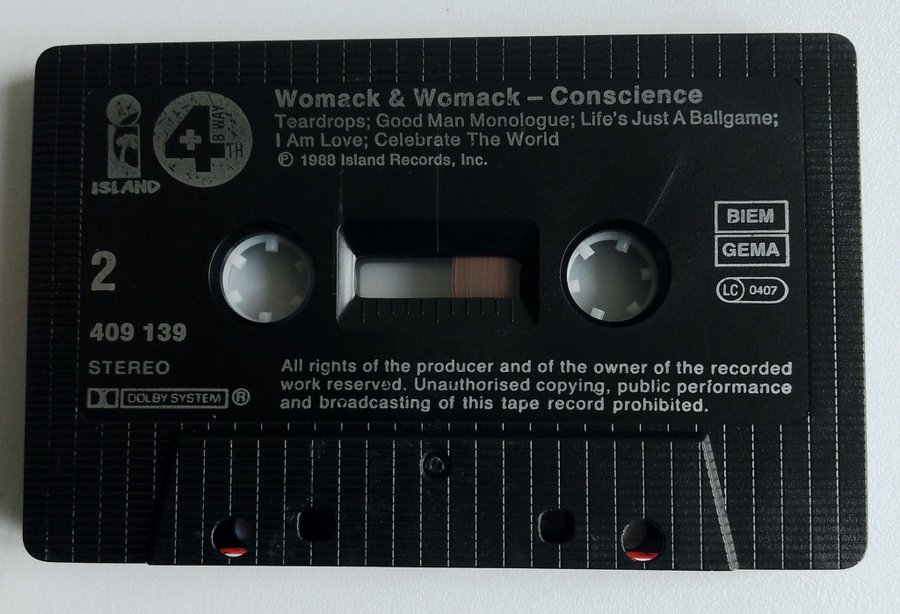 Womack & Womack – Conscience
Teardrops; Good Man Monologue; Life's Just A Ballgame;
I Am Love; Celebrate The World
Ⓟ 1988 Island Records, Inc.
i
ISLAND
4TH
B'WAY
BIEM
GEMA
LC 0407
2
409 139
STEREO
DOLBY SYSTEM ®
All rights of the producer and of the owner of the recorded
work reserved. Unauthorised copying, public performance
and broadcasting of this tape record prohibited.